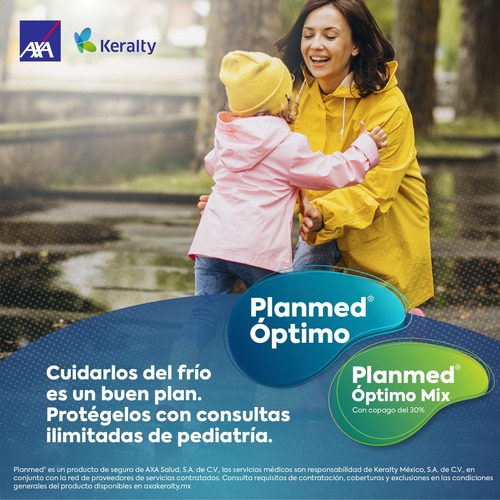 AXA
Keralty
Planmed®
Óptimo
Planmed®
Óptimo Mix
Con copago del 30%
Cuidarlos del frío
es un buen plan.
Protégelos con consultas
ilimitadas de pediatría.
Planmed® es un producto de seguro de AXA Salud, S.A. de C.V., los servicios médicos son responsabilidad de Keralty México, S.A. de C.V., en
conjunto con la red de proveedores de servicios contratados. Consulta requisitos de contratación, coberturas y exclusiones en las condiciones
generales del producto disponibles en axakeralty.mx